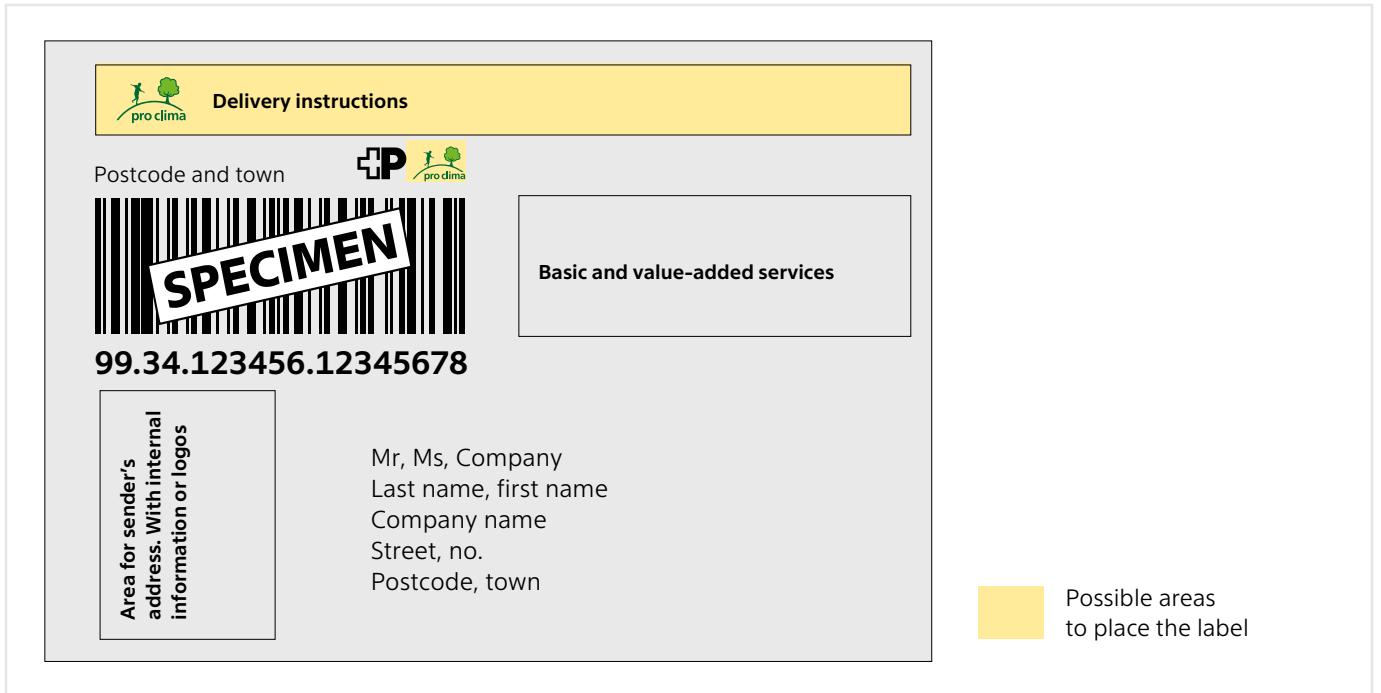 pro clima
Delivery instructions
Postcode and town
P
pro clima
SPECIMEN
99.34.123456.12345678
Basic and value-added services
Area for sender's
address. With internal
information or logos
Mr, Ms, Company
Last name, first name
Company name
Street, no.
Postcode, town
Possible areas
to place the label